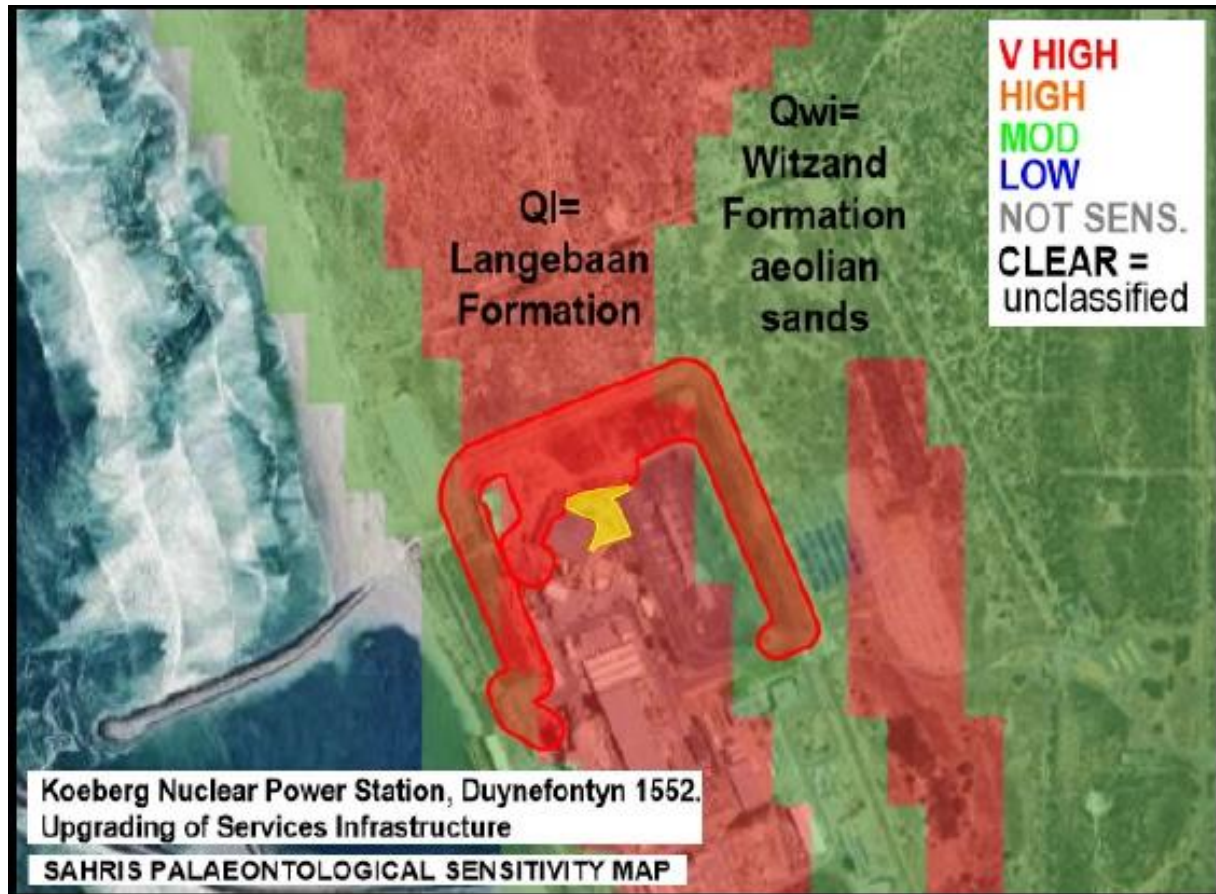 V HIGH
HIGH
MOD
LOW
NOT SENS.
CLEAR =
unclassified
Qwi=
Witzand
Formation
aeolian
sands
Ql=
Langebaan
Formation
Koeberg Nuclear Power Station, Duynefontyn 1552.
Upgrading of Services Infrastructure
SAHRIS PALAEONTOLOGICAL SENSITIVITY MAP